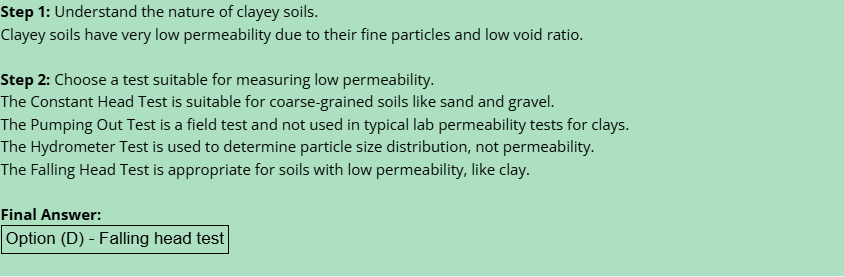 Step 1: Understand the nature of clayey soils.
Clayey soils have very low permeability due to their fine particles and low void ratio.
Step 2: Choose a test suitable for measuring low permeability.
The Constant Head Test is suitable for coarse-grained soils like sand and gravel.
The Pumping Out Test is a field test and not used in typical lab permeability tests for clays.
The Hydrometer Test is used to determine particle size distribution, not permeability.
The Falling Head Test is appropriate for soils with low permeability, like clay.
Final Answer:
Option (D) - Falling head test